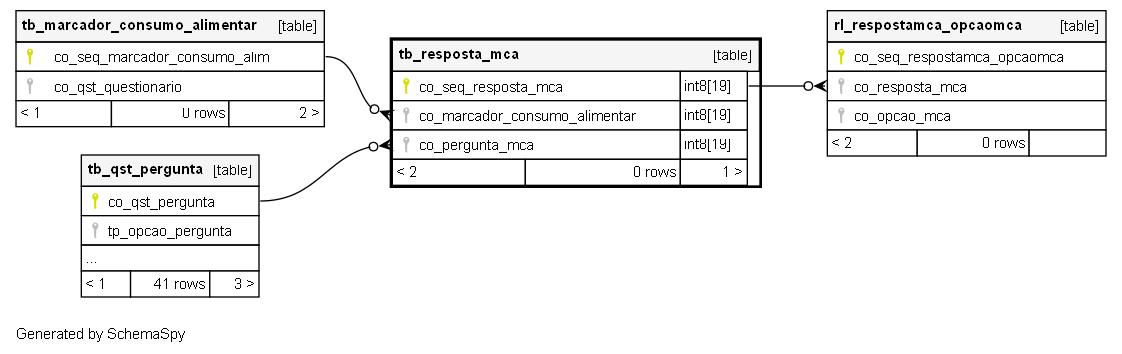 tb_marcador_consumo_alimentar [table]
co_seq_marcador_consumo_alim
co_qst_questionario
< 1 0 rows 2 >
tb_qst_pergunta [table]
co_qst_pergunta
tp_opcao_pergunta
...
< 1 41 rows 3 >
tb_resposta_mca [table]
co_seq_resposta_mca int8[19]
co_marcador_consumo_alimentar int8[19]
co_pergunta_mca int8[19]
< 2 0 rows 1 >
rl_respostamca_opcaomca [table]
co_seq_respostamca_opcaomca
co_resposta_mca
co_opcao_mca
< 2 0 rows
Generated by SchemaSpy